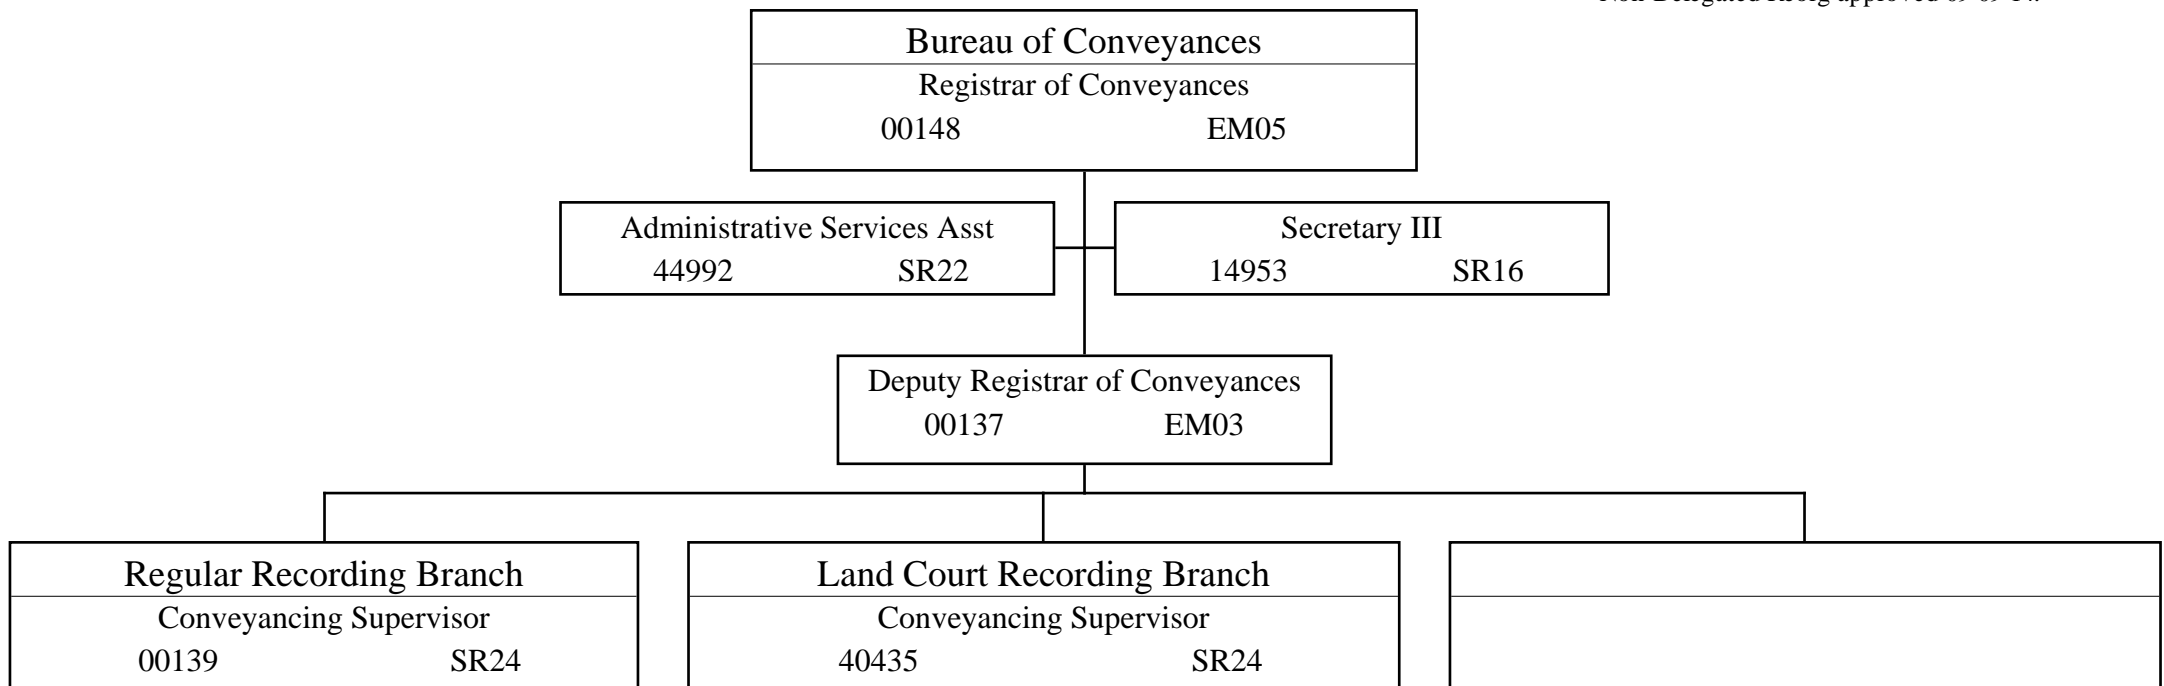 Bureau of Conveyances
Registrar of Conveyances
00148 EM05
Administrative Services Asst
44992 SR22
Secretary III
14953 SR16
Deputy Registrar of Conveyances
00137 EM03
Regular Recording Branch
Conveyancing Supervisor
00139 SR24
Land Court Recording Branch
Conveyancing Supervisor
40435 SR24